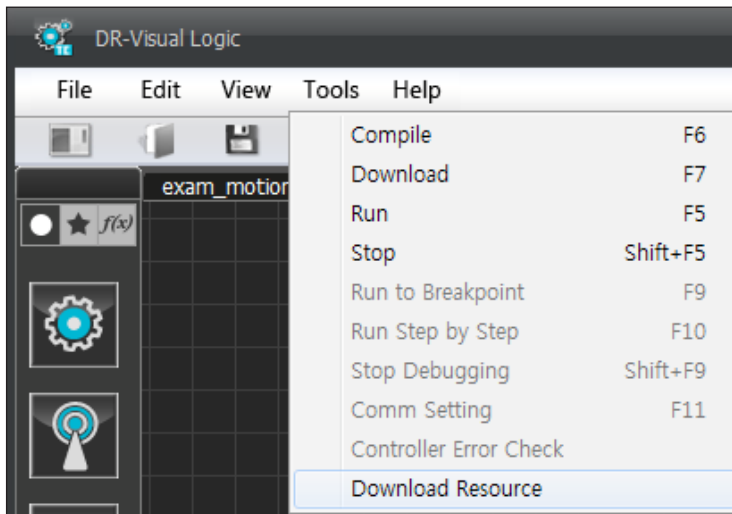 DR-Visual Logic
File Edit View Tools Help
exam_motion
f(x)
Compile F6
Download F7
Run F5
Stop Shift+F5
Run to Breakpoint F9
Run Step by Step F10
Stop Debugging Shift+F9
Comm Setting F11
Controller Error Check
Download Resource